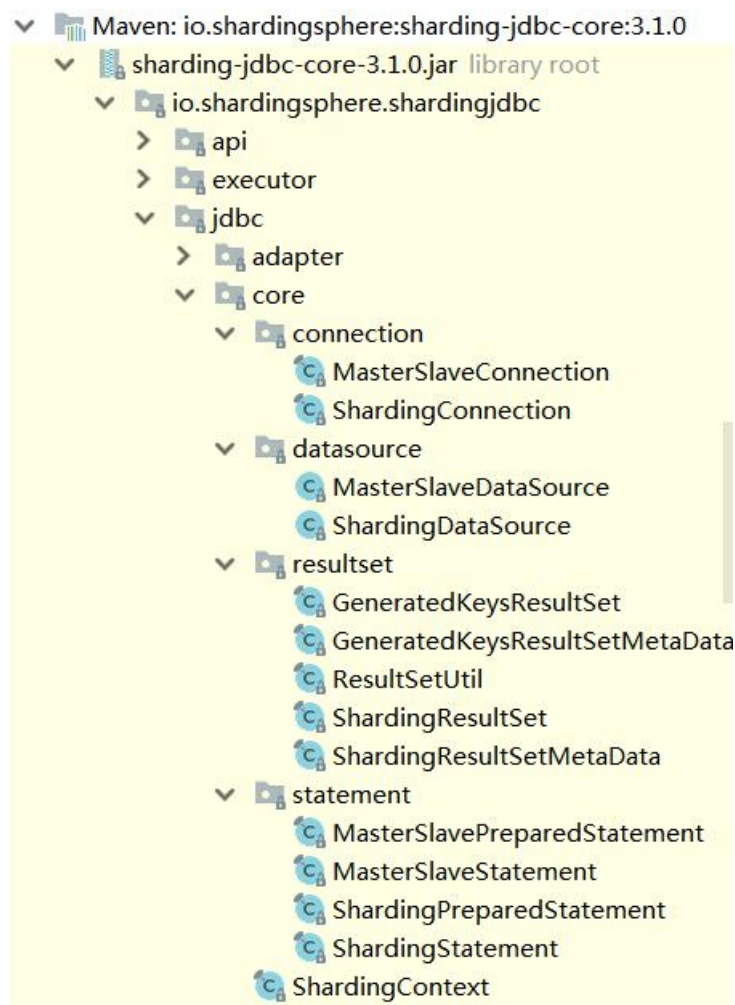 Maven: io.shardingsphere:sharding-jdbc-core:3.1.0
sharding-jdbc-core-3.1.0.jar library root
io.shardingsphere.shardingjdbc
api
executor
jdbc
adapter
core
connection
MasterSlaveConnection
ShardingConnection
datasource
MasterSlaveDataSource
ShardingDataSource
resultset
GeneratedKeysResultSet
GeneratedKeysResultSetMetaData
ResultSetUtil
ShardingResultSet
ShardingResultSetMetaData
statement
MasterSlavePreparedStatement
MasterSlaveStatement
ShardingPreparedStatement
ShardingStatement
ShardingContext